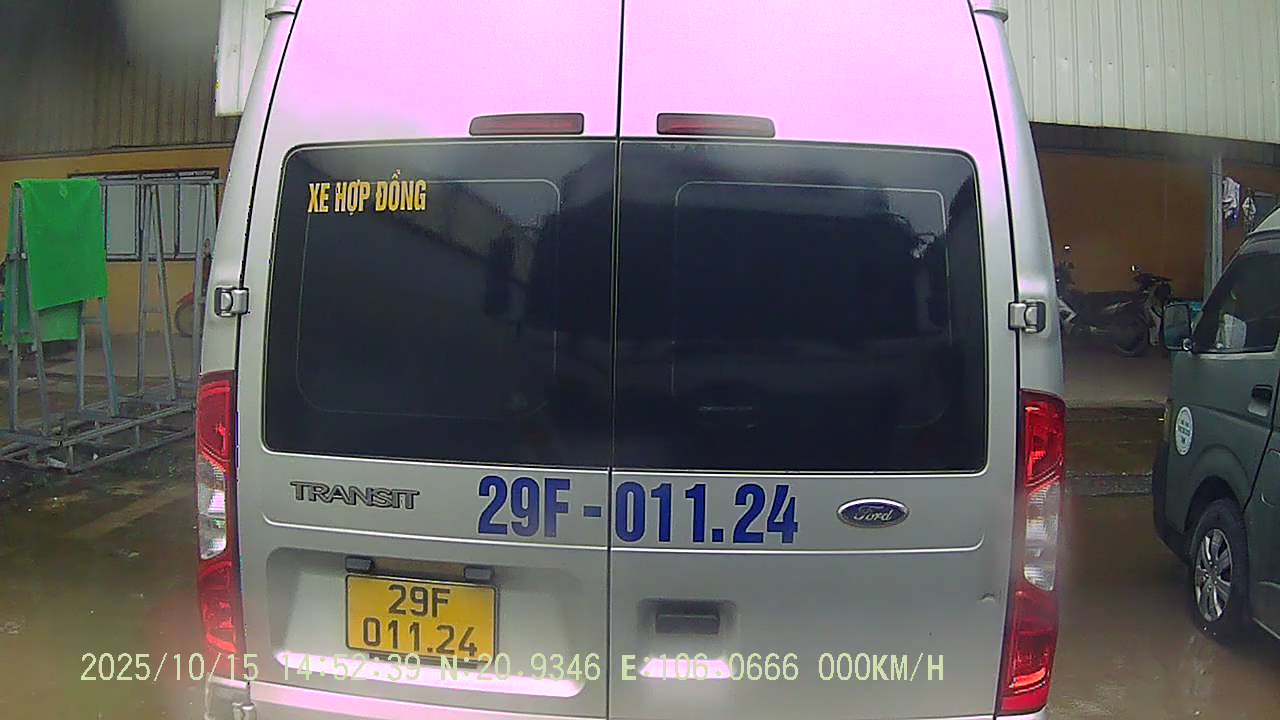 XE HỢP ĐỒNG
TRANSIT
29F-011.24
Ford
29F
011.24
2025/10/15 14:52:39 N:20.9346 E:106.0666 000KM/H